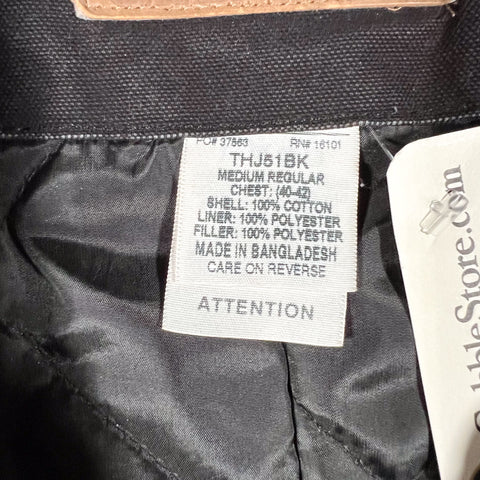 PO# 37563 RN# 16101
THJ51BK
MEDIUM REGULAR
CHEST: (40-42)
SHELL: 100% COTTON
LINER: 100% POLYESTER
FILLER: 100% POLYESTER
MADE IN BANGLADESH
CARE ON REVERSE
ATTENTION
Store.com